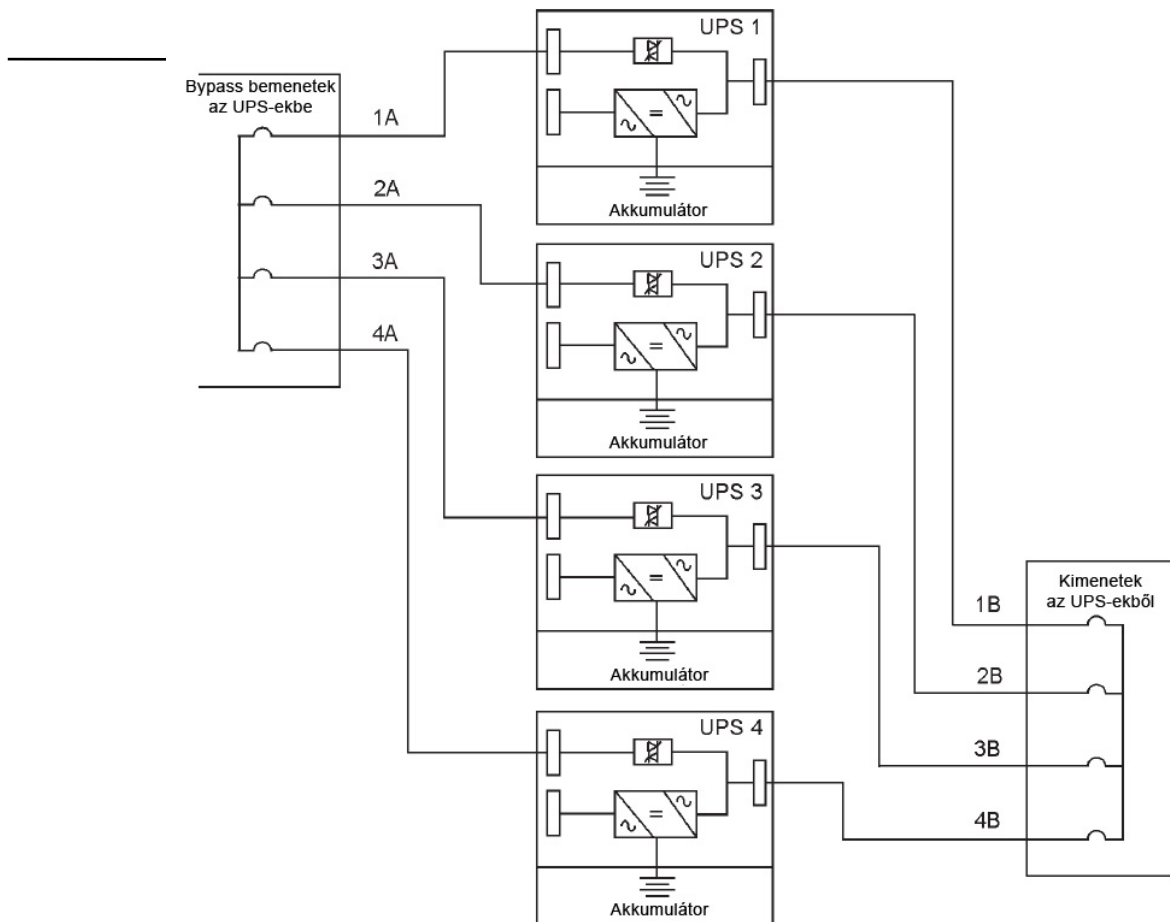 UPS 1
Bypass bemenetek
az UPS-ekbe
1A
2A
3A
4A
Akkumulátor
UPS 2
Akkumulátor
UPS 3
Akkumulátor
UPS 4
Akkumulátor
Kimenetek
az UPS-ekből
1B
2B
3B
4B